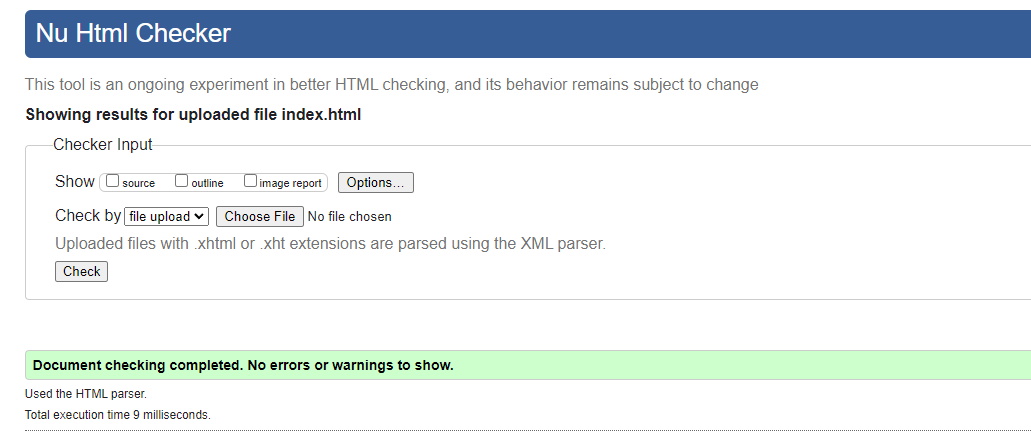 Nu Html Checker
This tool is an ongoing experiment in better HTML checking, and its behavior remains subject to change
Showing results for uploaded file index.html
Checker Input
Show source outline image report Options...
Check by file upload Choose File No file chosen
Uploaded files with .xhtml or .xht extensions are parsed using the XML parser.
Check
Document checking completed. No errors or warnings to show.
Used the HTML parser.
Total execution time 9 milliseconds.